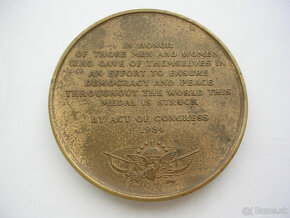 IN HONOR
OF THOSE MEN AND WOMEN
WHO GAVE OF THEMSELVES IN
AN EFFORT TO ENSURE
DEMOCRACY AND PEACE
THROUGHOUT THE WORLD THIS
MEDAL IS STRUCK
BY ACT OF CONGRESS
1984
bazar.sk